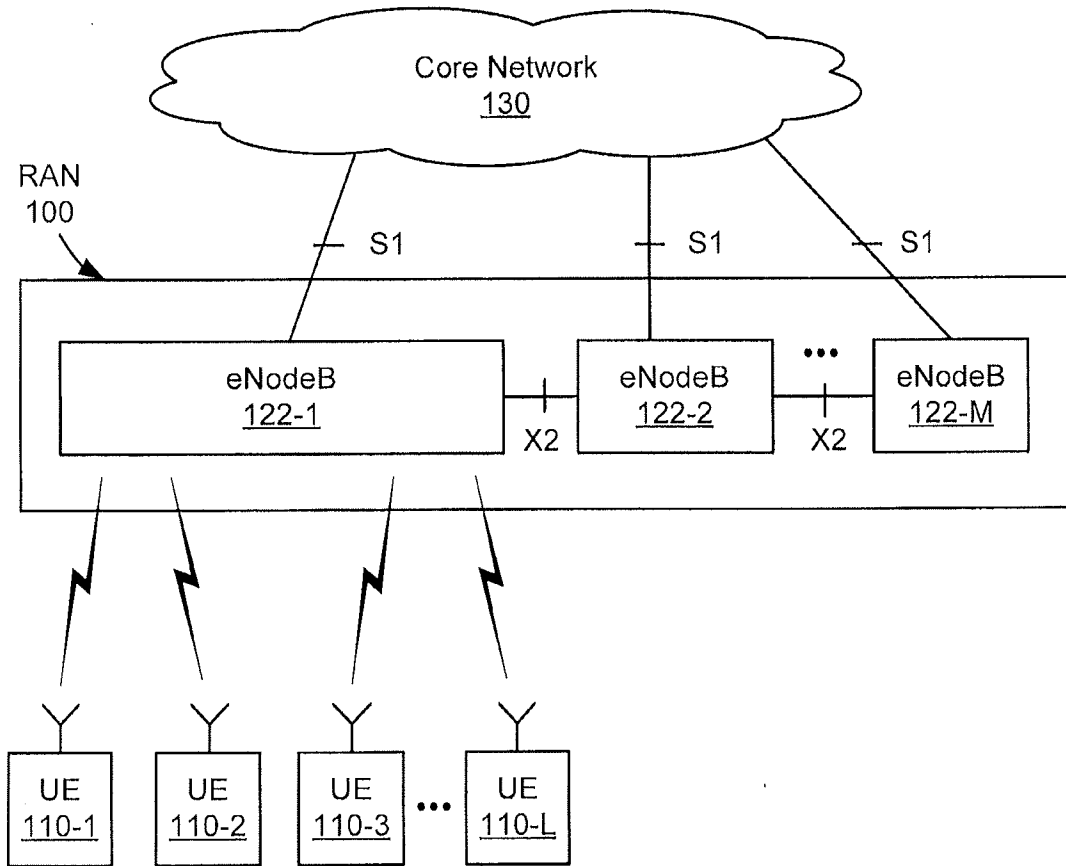 Core Network
130
RAN
100
S1
S1
S1
eNodeB
122-1
X2
eNodeB
122-2
•••
X2
eNodeB
122-M
UE
110-1
UE
110-2
UE
110-3
•••
UE
110-L